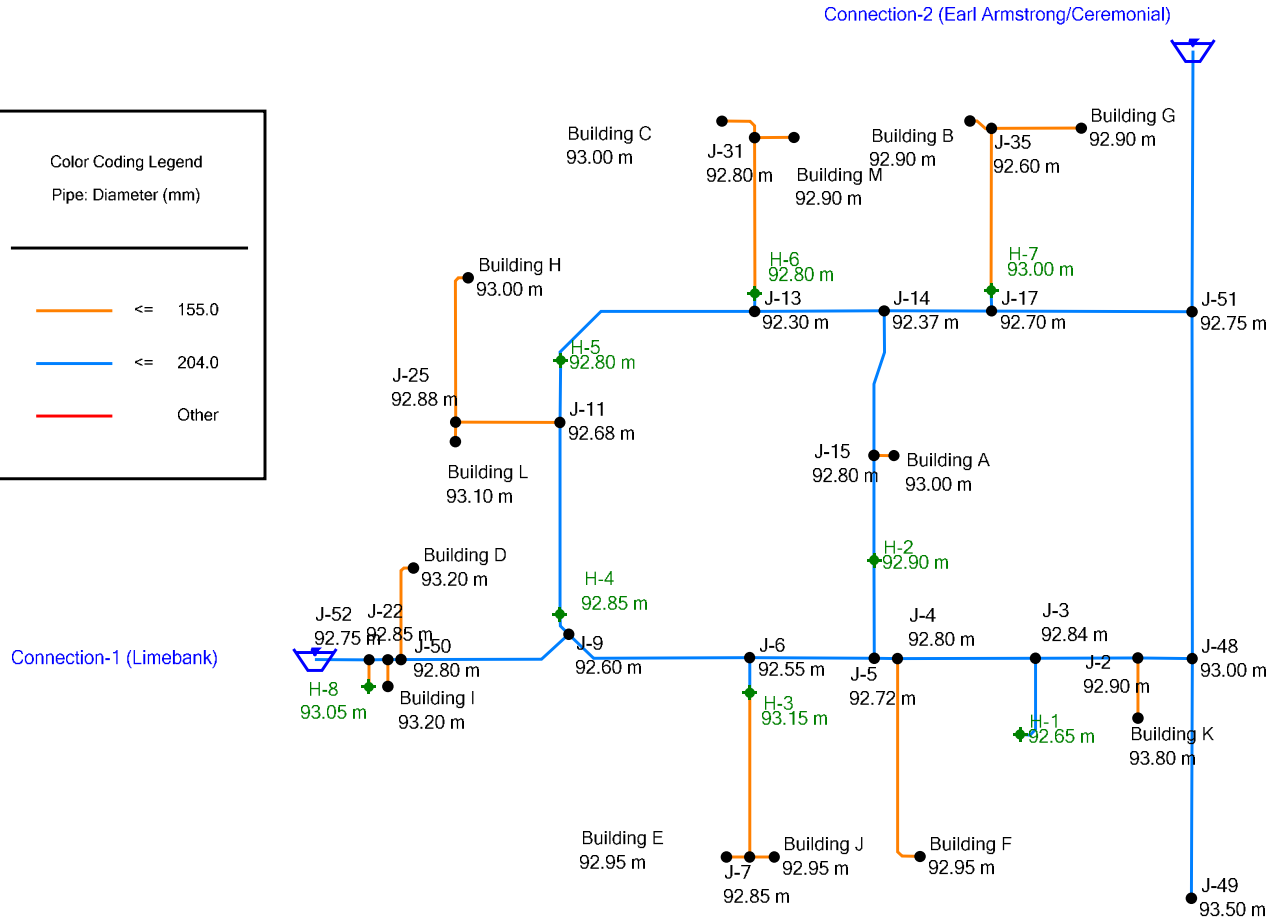 Connection-2 (Earl Armstrong/Ceremonial)
Color Coding Legend
Pipe: Diameter (mm)
<= 155.0
<= 204.0
Other
Building C
93.00 m
J-31
92.80 m
Building M
92.90 m
Building B
92.90 m
J-35
92.60 m
Building G
92.90 m
H-6
92.80 m
H-7
93.00 m
Building H
93.00 m
J-13
92.30 m
J-14
92.37 m
J-17
92.70 m
J-51
92.75 m
H-5
92.80 m
J-25
92.88 m
J-11
92.68 m
Building L
93.10 m
J-15
92.80 m
Building A
93.00 m
H-2
92.90 m
Building D
93.20 m
H-4
92.85 m
J-52
92.75 m
J-22
92.85 m
J-50
92.80 m
Connection-1 (Limebank)
H-8
93.05 m
Building I
93.20 m
J-9
92.60 m
J-6
92.55 m
J-5
92.72 m
J-4
92.80 m
J-3
92.84 m
J-2
92.90 m
J-48
93.00 m
H-3
93.15 m
H-1
92.65 m
Building K
93.80 m
Building E
92.95 m
J-7
92.85 m
Building J
92.95 m
Building F
92.95 m
J-49
93.50 m